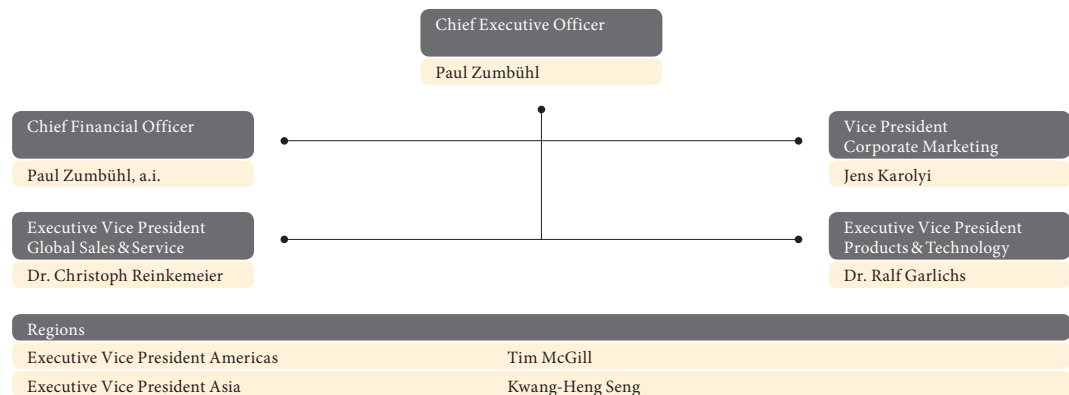 Chief Executive Officer
Paul Zumbühl
Chief Financial Officer
Paul Zumbühl, a.i.
Vice President
Corporate Marketing
Jens Karolyi
Executive Vice President
Global Sales & Service
Dr. Christoph Reinkemeier
Executive Vice President
Products & Technology
Dr. Ralf Garlichs
Regions
Executive Vice President Americas Tim McGill
Executive Vice President Asia Kwang-Heng Seng